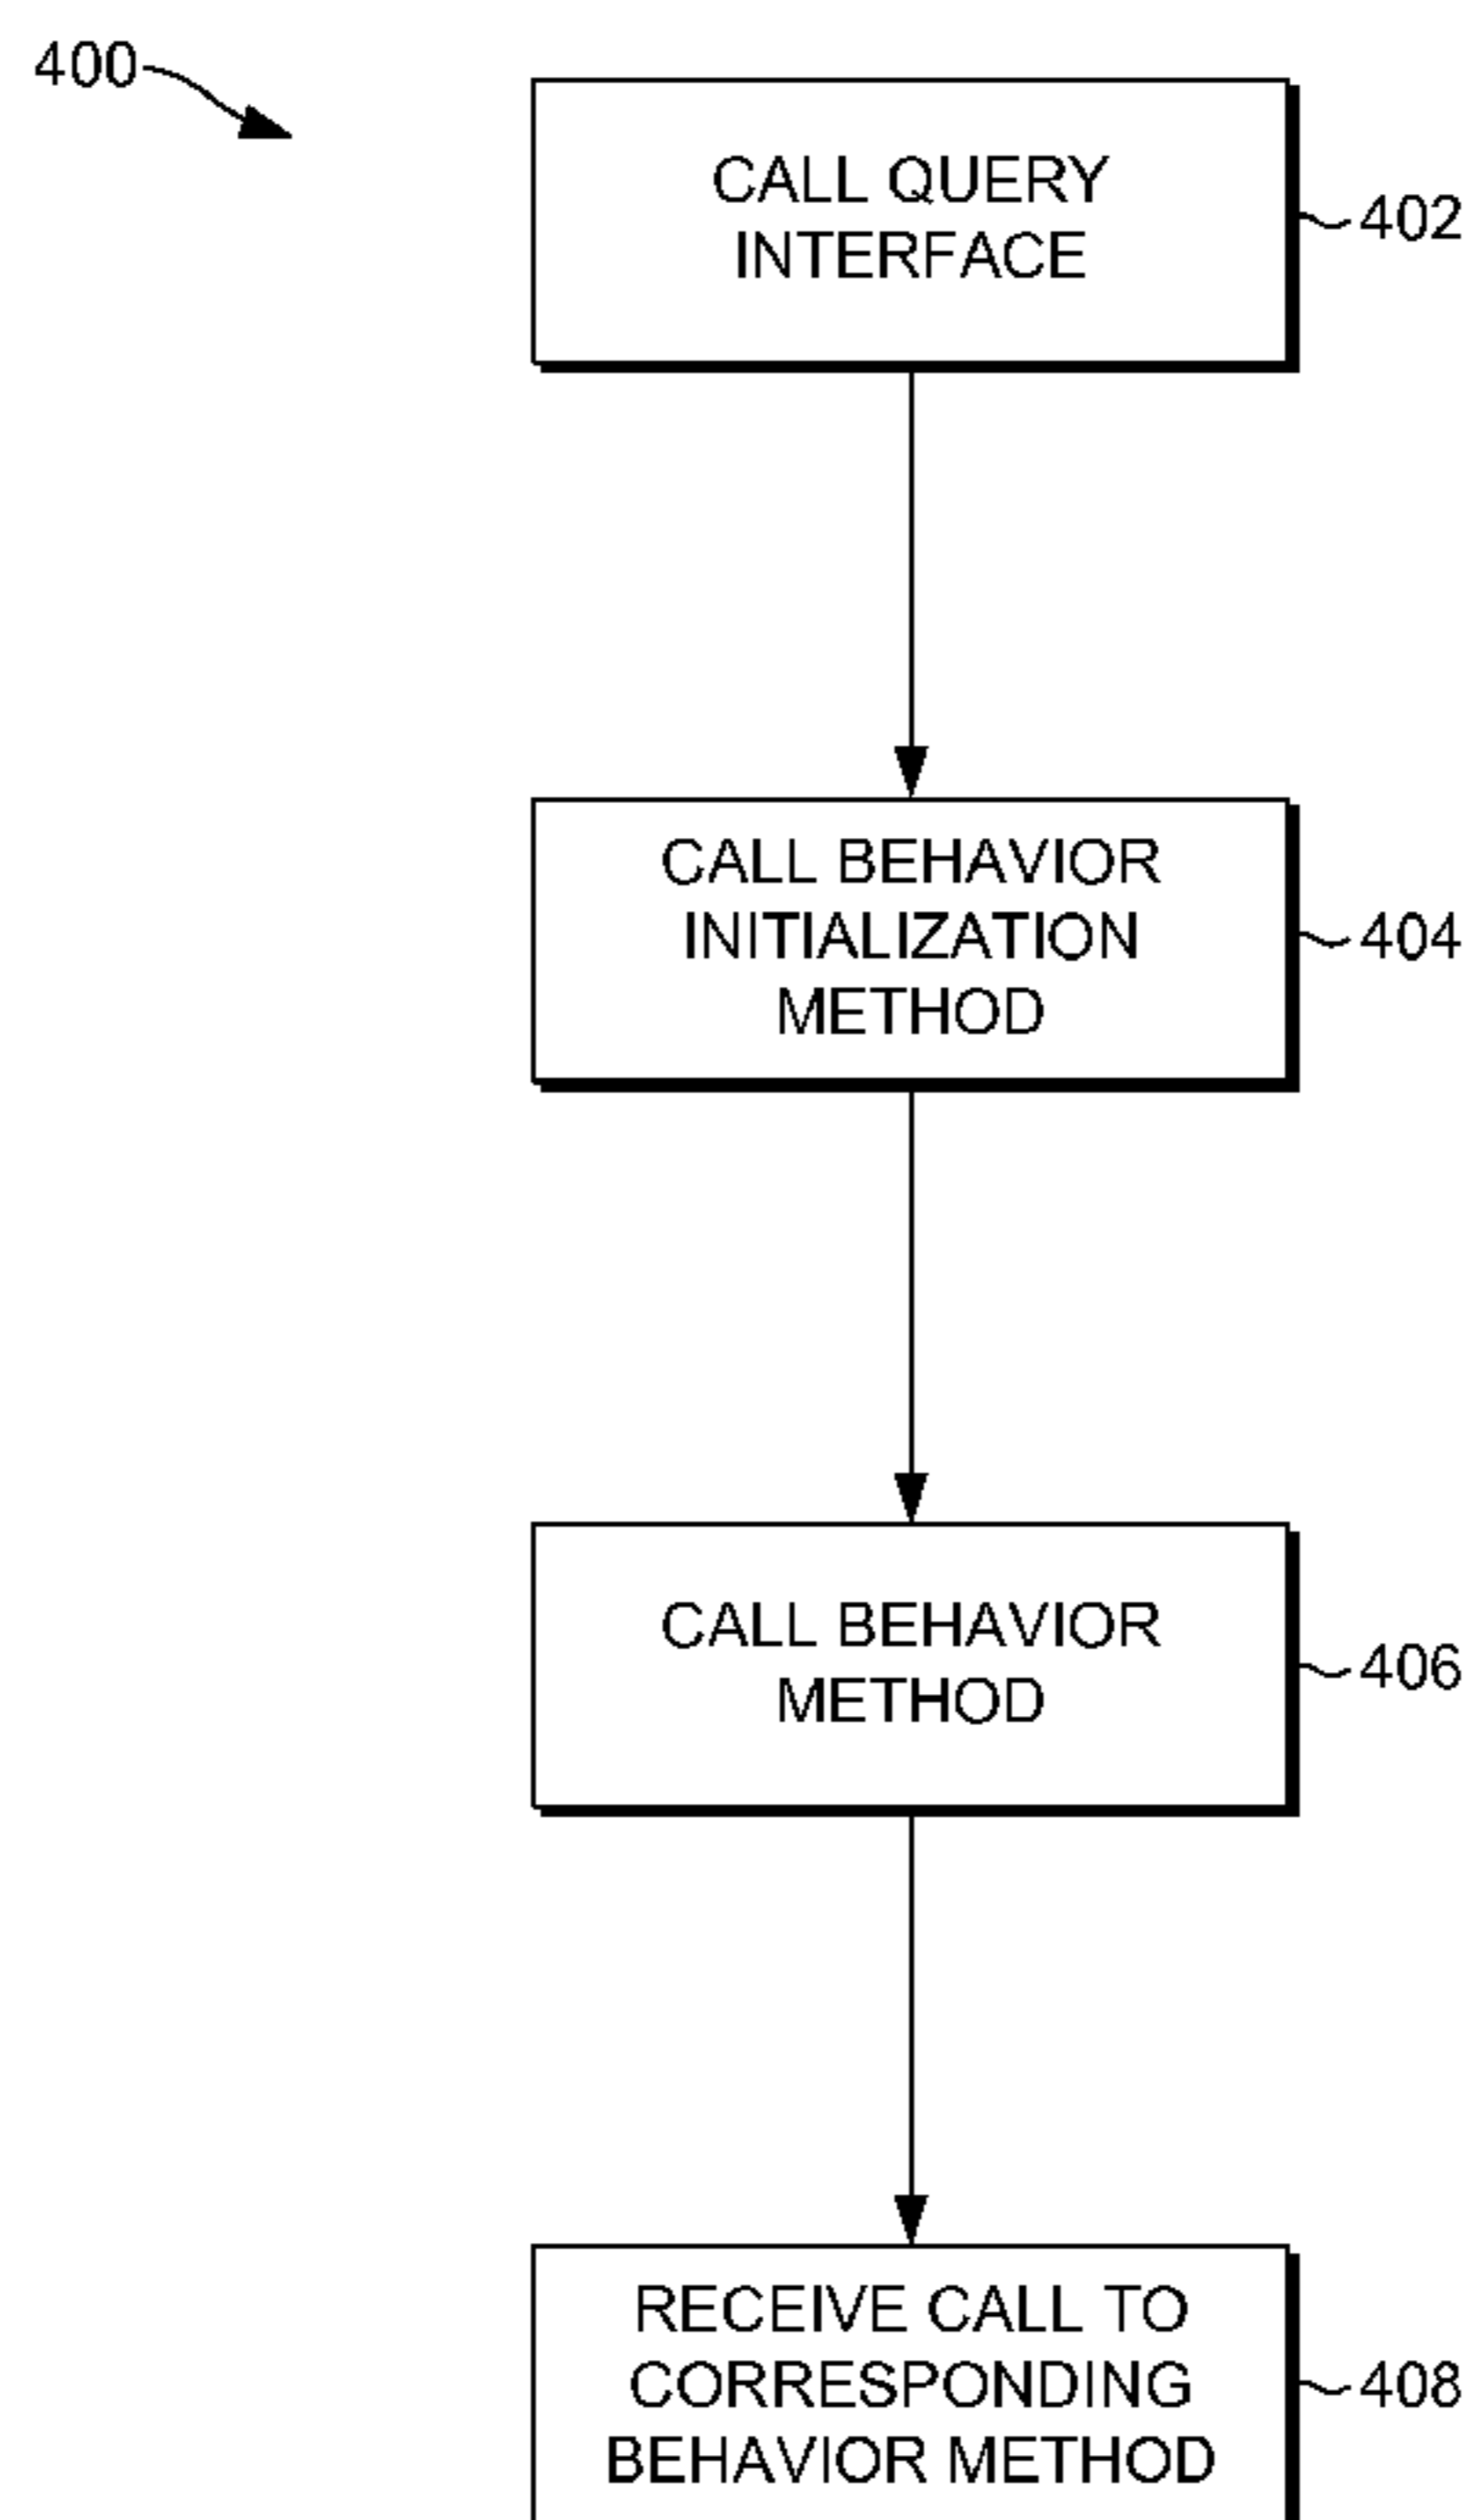 400
CALL QUERY
INTERFACE
402
CALL BEHAVIOR
INITIALIZATION
METHOD
404
CALL BEHAVIOR
METHOD
406
RECEIVE CALL TO
CORRESPONDING
BEHAVIOR METHOD
408